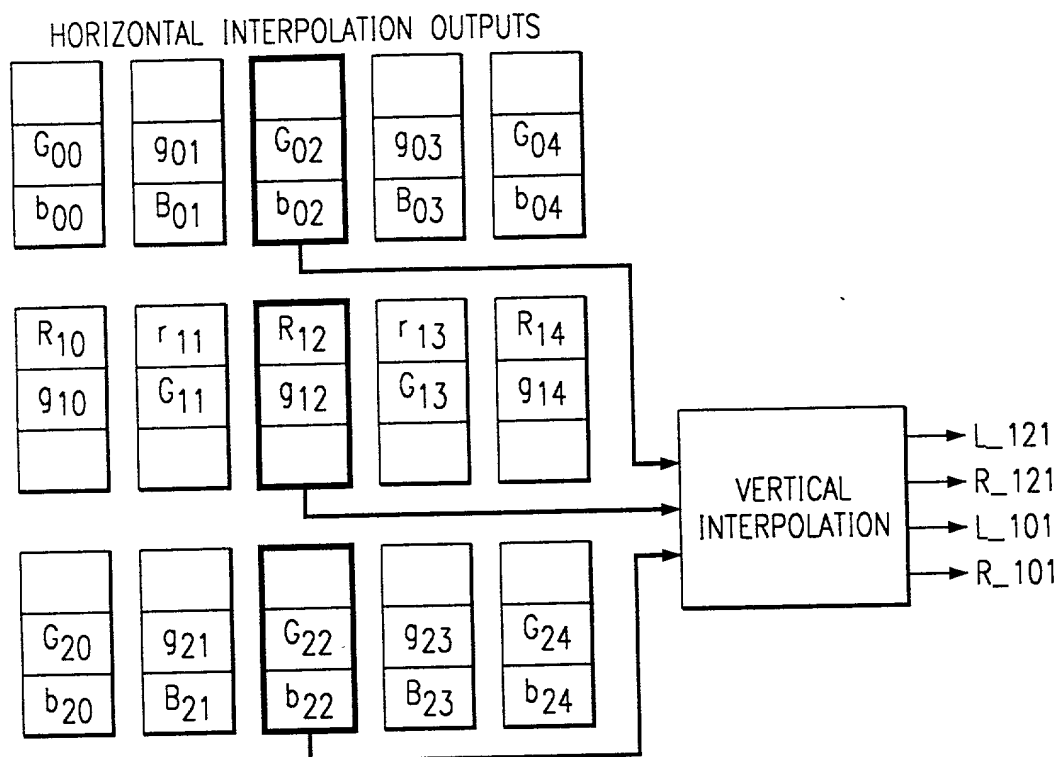 HORIZONTAL INTERPOLATION OUTPUTS
G00 g01 G02 g03 G04
b00 B01 b02 B03 b04
R10 r11 R12 r13 R14
g10 G11 g12 G13 g14
VERTICAL
INTERPOLATION
L_121
R_121
L_101
R_101
G20 g21 G22 g23 G24
b20 B21 b22 B23 b24